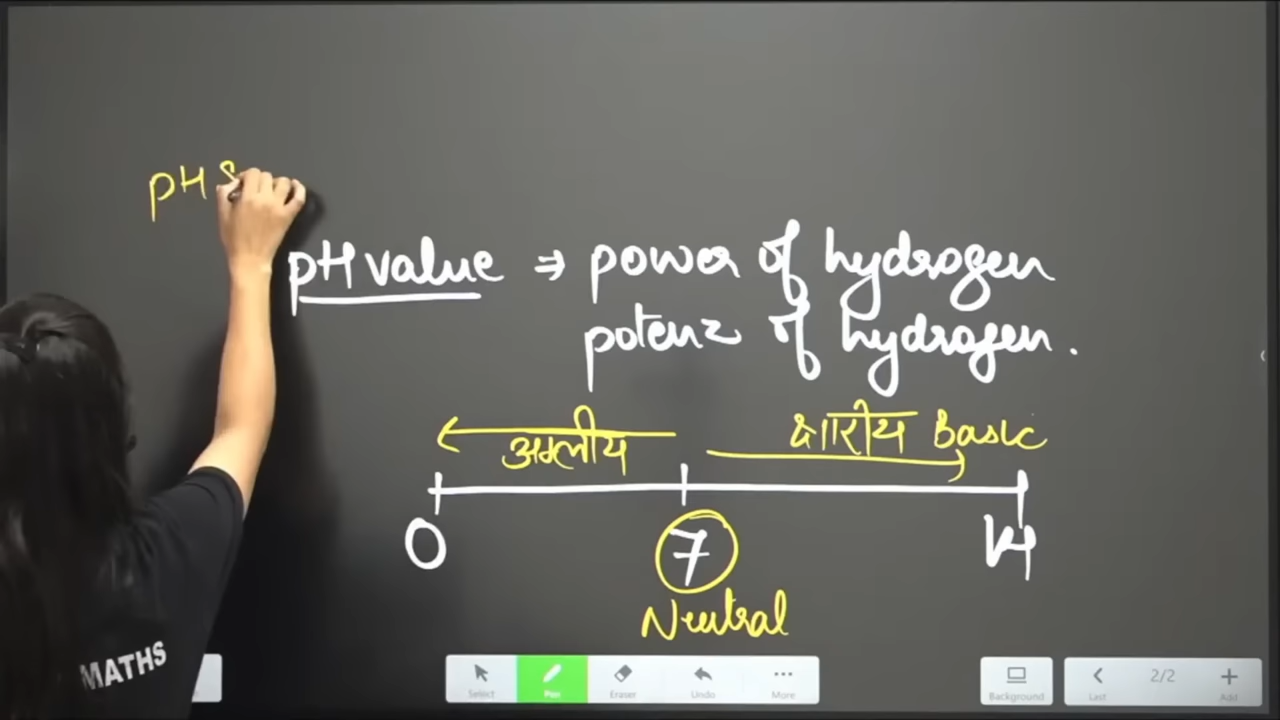 pH
pH value ⇒ power of hydrogen
potenz of hydrogen.
अम्लीय
क्षारीय Basic
0 7 14
Neutral
MATHS
Select Pen Eraser Undo More
Background Last 2/2 Add